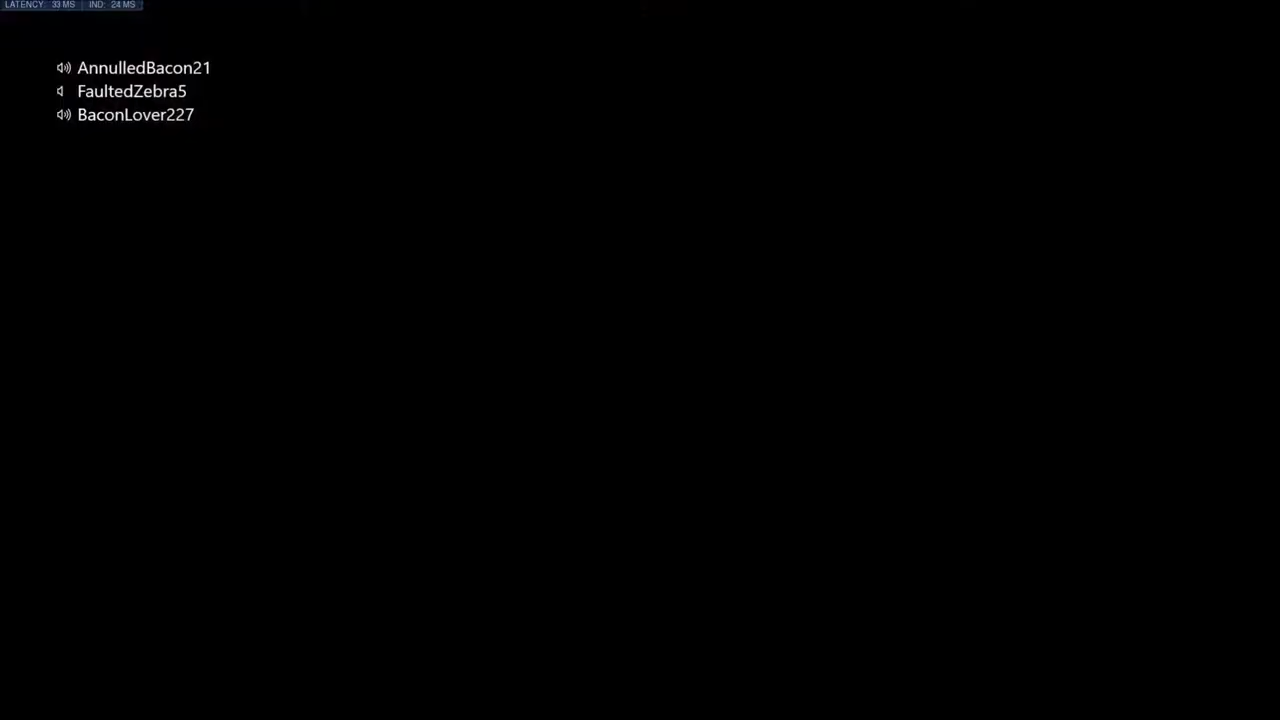 LATENCY: 33 MS | IND: 24 MS
AnnulledBacon21
FaultedZebra5
BaconLover227